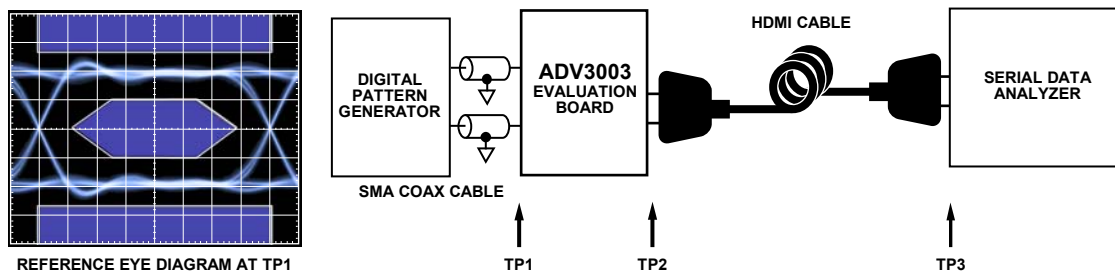 HDMI CABLE
DIGITAL
PATTERN
GENERATOR
ADV3003
EVALUATION
BOARD
SERIAL DATA
ANALYZER
SMA COAX CABLE
REFERENCE EYE DIAGRAM AT TP1
TP1
TP2
TP3